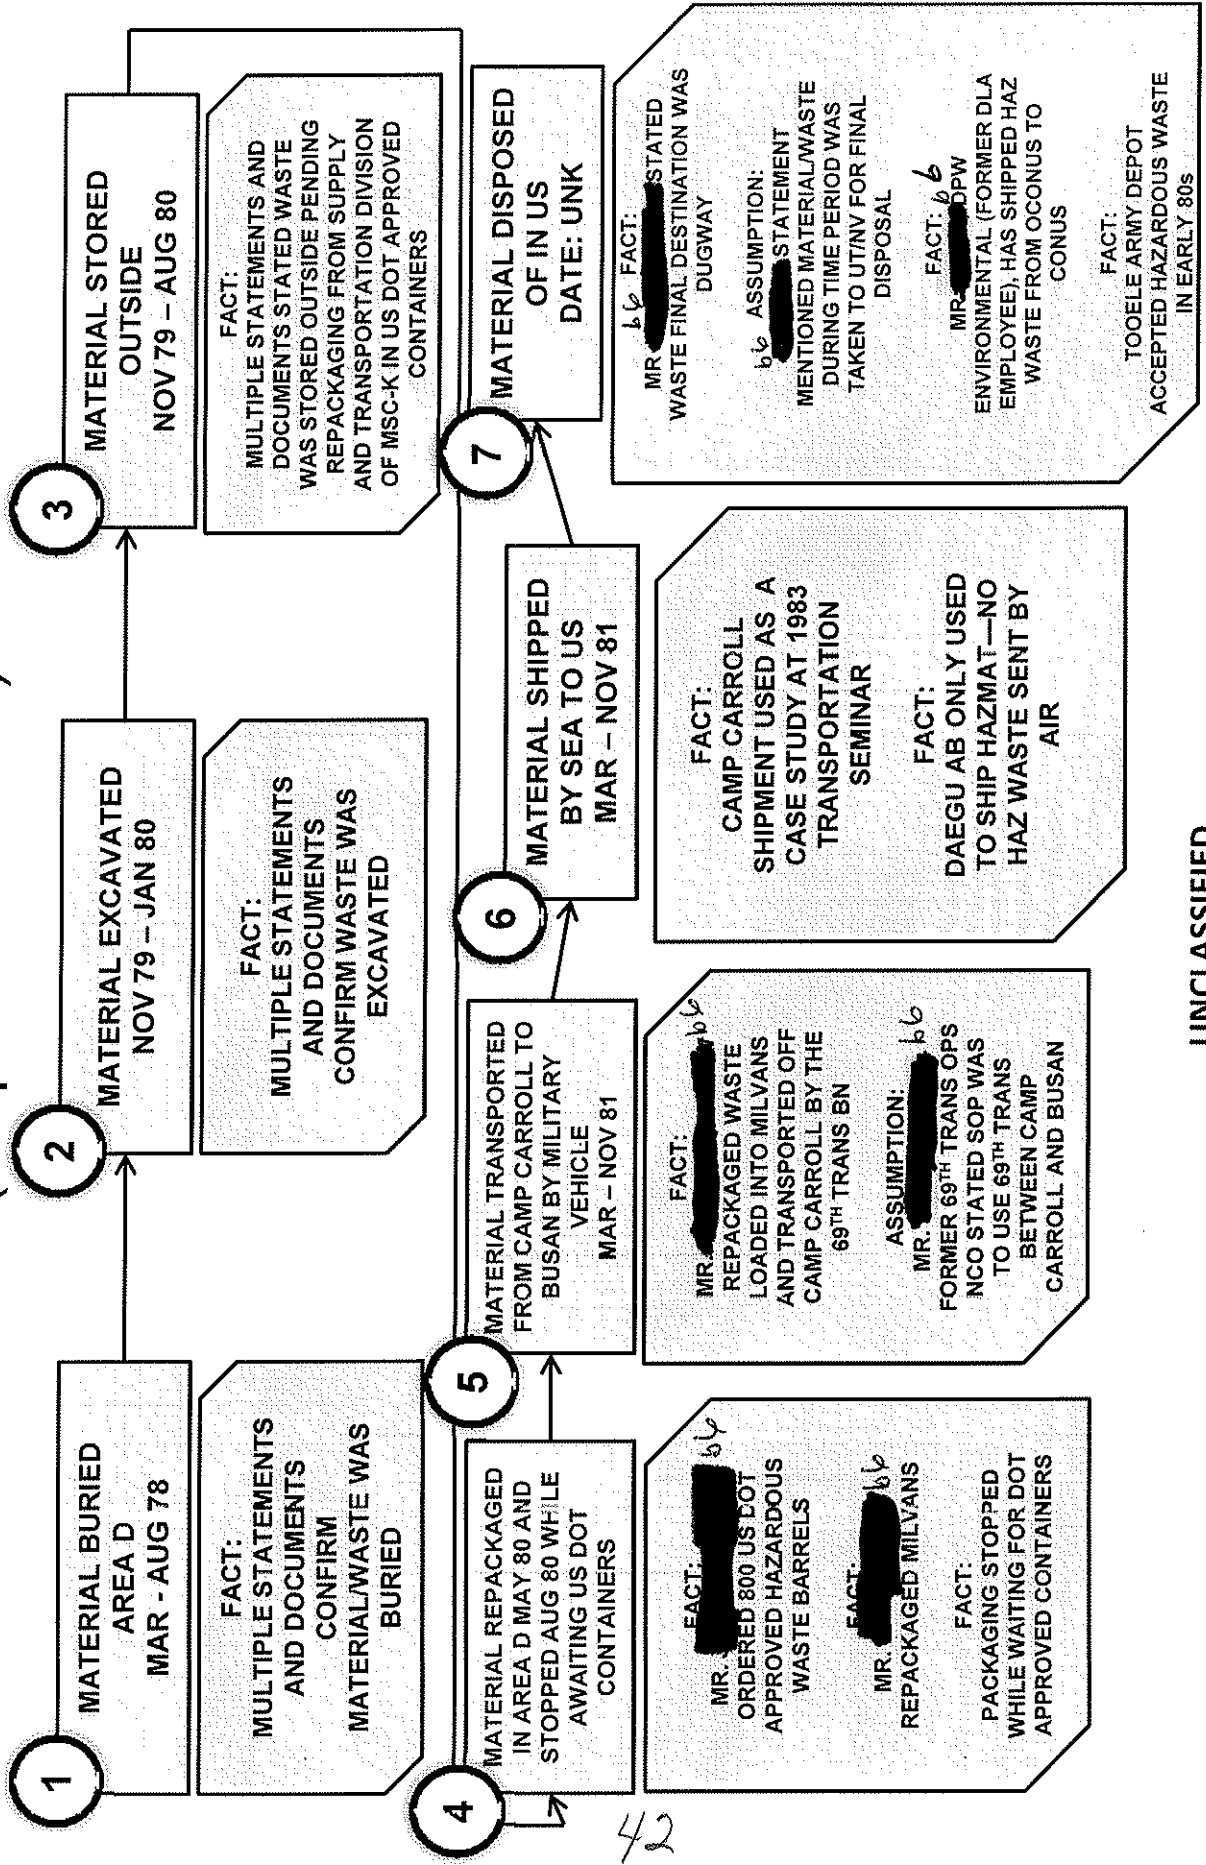 1
MATERIAL BURIED
AREA D
MAR - AUG 78
FACT:
MULTIPLE STATEMENTS
AND DOCUMENTS
CONFIRM
MATERIAL/WASTE WAS
BURIED
2
MATERIAL EXCAVATED
NOV 79 – JAN 80
FACT:
MULTIPLE STATEMENTS
AND DOCUMENTS
CONFIRM WASTE WAS
EXCAVATED
3
MATERIAL STORED
OUTSIDE
NOV 79 – AUG 80
FACT:
MULTIPLE STATEMENTS AND
DOCUMENTS STATED WASTE
WAS STORED OUTSIDE PENDING
REPACKAGING FROM SUPPLY
AND TRANSPORTATION DIVISION
OF MSC-K IN US DOT APPROVED
CONTAINERS
4
MATERIAL REPACKAGED
IN AREA D MAY 80 AND
STOPPED AUG 80 WHILE
AWAITING US DOT
CONTAINERS
FACT:
MR. b6
ORDERED 800 US DOT
APPROVED HAZARDOUS
WASTE BARRELS
FACT:
MR. b6
REPACKAGED MILVANS
FACT:
PACKAGING STOPPED
WHILE WAITING FOR DOT
APPROVED CONTAINERS
5
MATERIAL TRANSPORTED
FROM CAMP CARROLL TO
BUSAN BY MILITARY
VEHICLE
MAR – NOV 81
FACT:
MR. b6
REPACKAGED WASTE
LOADED INTO MILVANS
AND TRANSPORTED OFF
CAMP CARROLL BY THE
69TH TRANS BN
ASSUMPTION:
MR. b6
FORMER 69TH TRANS OPS
NCO STATED SOP WAS
TO USE 69TH TRANS
BETWEEN CAMP
CARROLL AND BUSAN
6
MATERIAL SHIPPED
BY SEA TO US
MAR – NOV 81
FACT:
CAMP CARROLL
SHIPMENT USED AS A
CASE STUDY AT 1983
TRANSPORTATION
SEMINAR
FACT:
DAEGU AB ONLY USED
TO SHIP HAZMAT—NO
HAZ WASTE SENT BY
AIR
7
MATERIAL DISPOSED
OF IN US
DATE: UNK
b6 FACT:
MR STATED
WASTE FINAL DESTINATION WAS
DUGWAY
b6 ASSUMPTION:
STATEMENT
MENTIONED MATERIAL/WASTE
DURING TIME PERIOD WAS
TAKEN TO UT/NV FOR FINAL
DISPOSAL
FACT: b6
MR. DPW
ENVIRONMENTAL (FORMER DLA
EMPLOYEE), HAS SHIPPED HAZ
WASTE FROM OCONUS TO
CONUS
FACT:
TOOELE ARMY DEPOT
ACCEPTED HAZARDOUS WASTE
IN EARLY 80s
42
UNCLASSIFIED